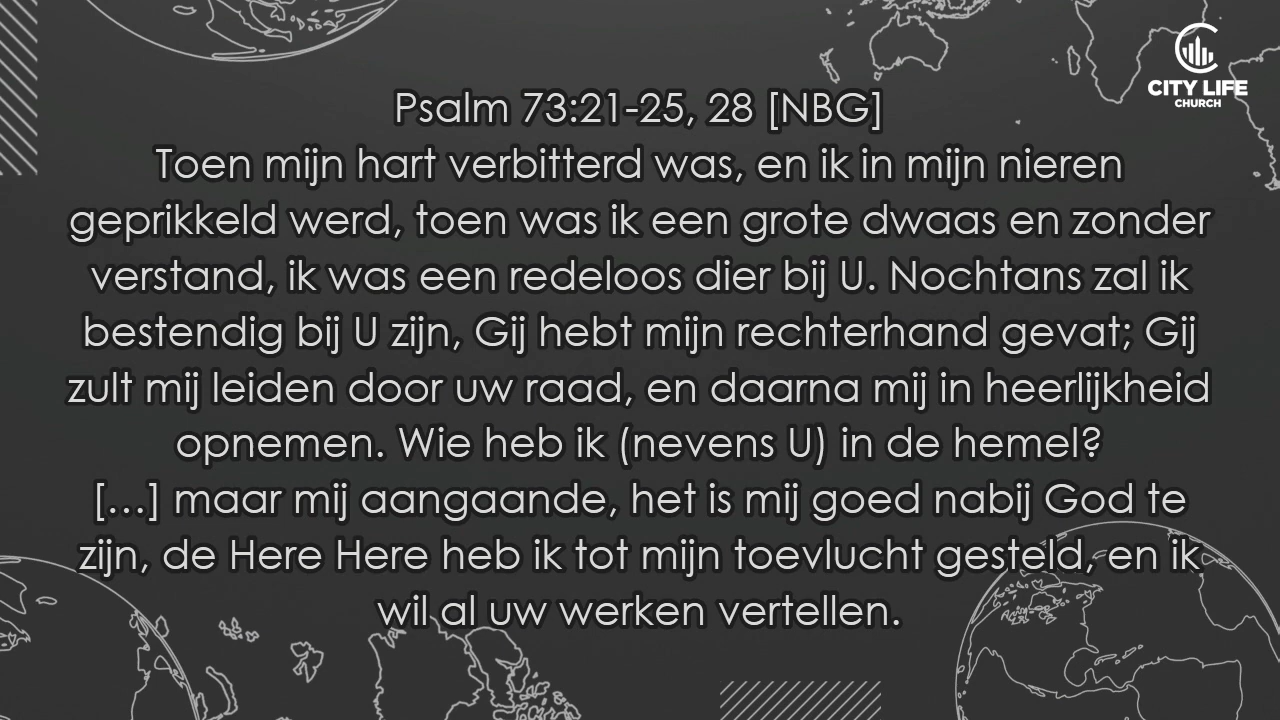 CITY LIFE
CHURCH
Psalm 73:21-25, 28 [NBG]
Toen mijn hart verbitterd was, en ik in mijn nieren
geprikkeld werd, toen was ik een grote dwaas en zonder
verstand, ik was een redeloos dier bij U. Nochtans zal ik
bestendig bij U zijn, Gij hebt mijn rechterhand gevat; Gij
zult mij leiden door uw raad, en daarna mij in heerlijkheid
opnemen. Wie heb ik (nevens U) in de hemel?
[...] maar mij aangaande, het is mij goed nabij God te
zijn, de Here Here heb ik tot mijn toevlucht gesteld, en ik
wil al uw werken vertellen.